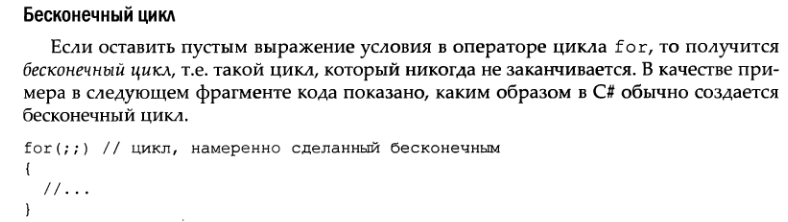 Бесконечный цикл
Если оставить пустым выражение условия в операторе цикла for, то получится
бесконечный цикл, т.е. такой цикл, который никогда не заканчивается. В качестве при-
мера в следующем фрагменте кода показано, каким образом в C# обычно создается
бесконечный цикл.
for(;;) // цикл, намеренно сделанный бесконечным
{
//...
}